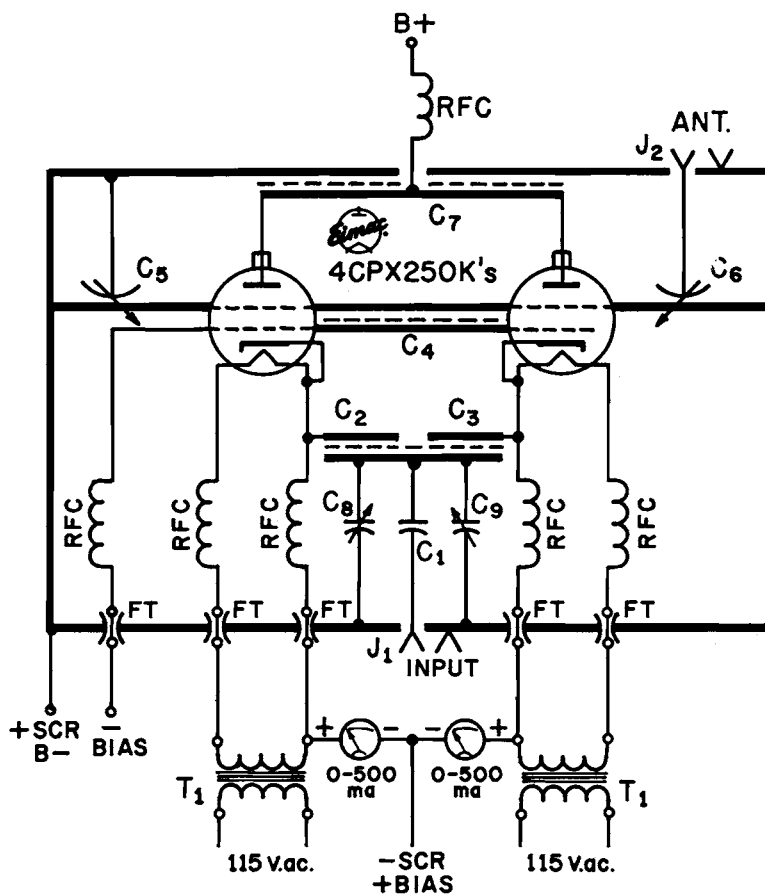 B+
RFC
ANT.
J2
C7
Eimac
4CPX250K's
C5
C6
C4
C2
C3
RFC
RFC
RFC
C8
C1
C9
RFC
RFC
FT
FT
FT
FT
FT
J1
INPUT
+SCR
B-
-
BIAS
+
-
-
+
0-500
ma
0-500
ma
T1
T1
115 v.ac.
-SCR
+BIAS
115 v.ac.